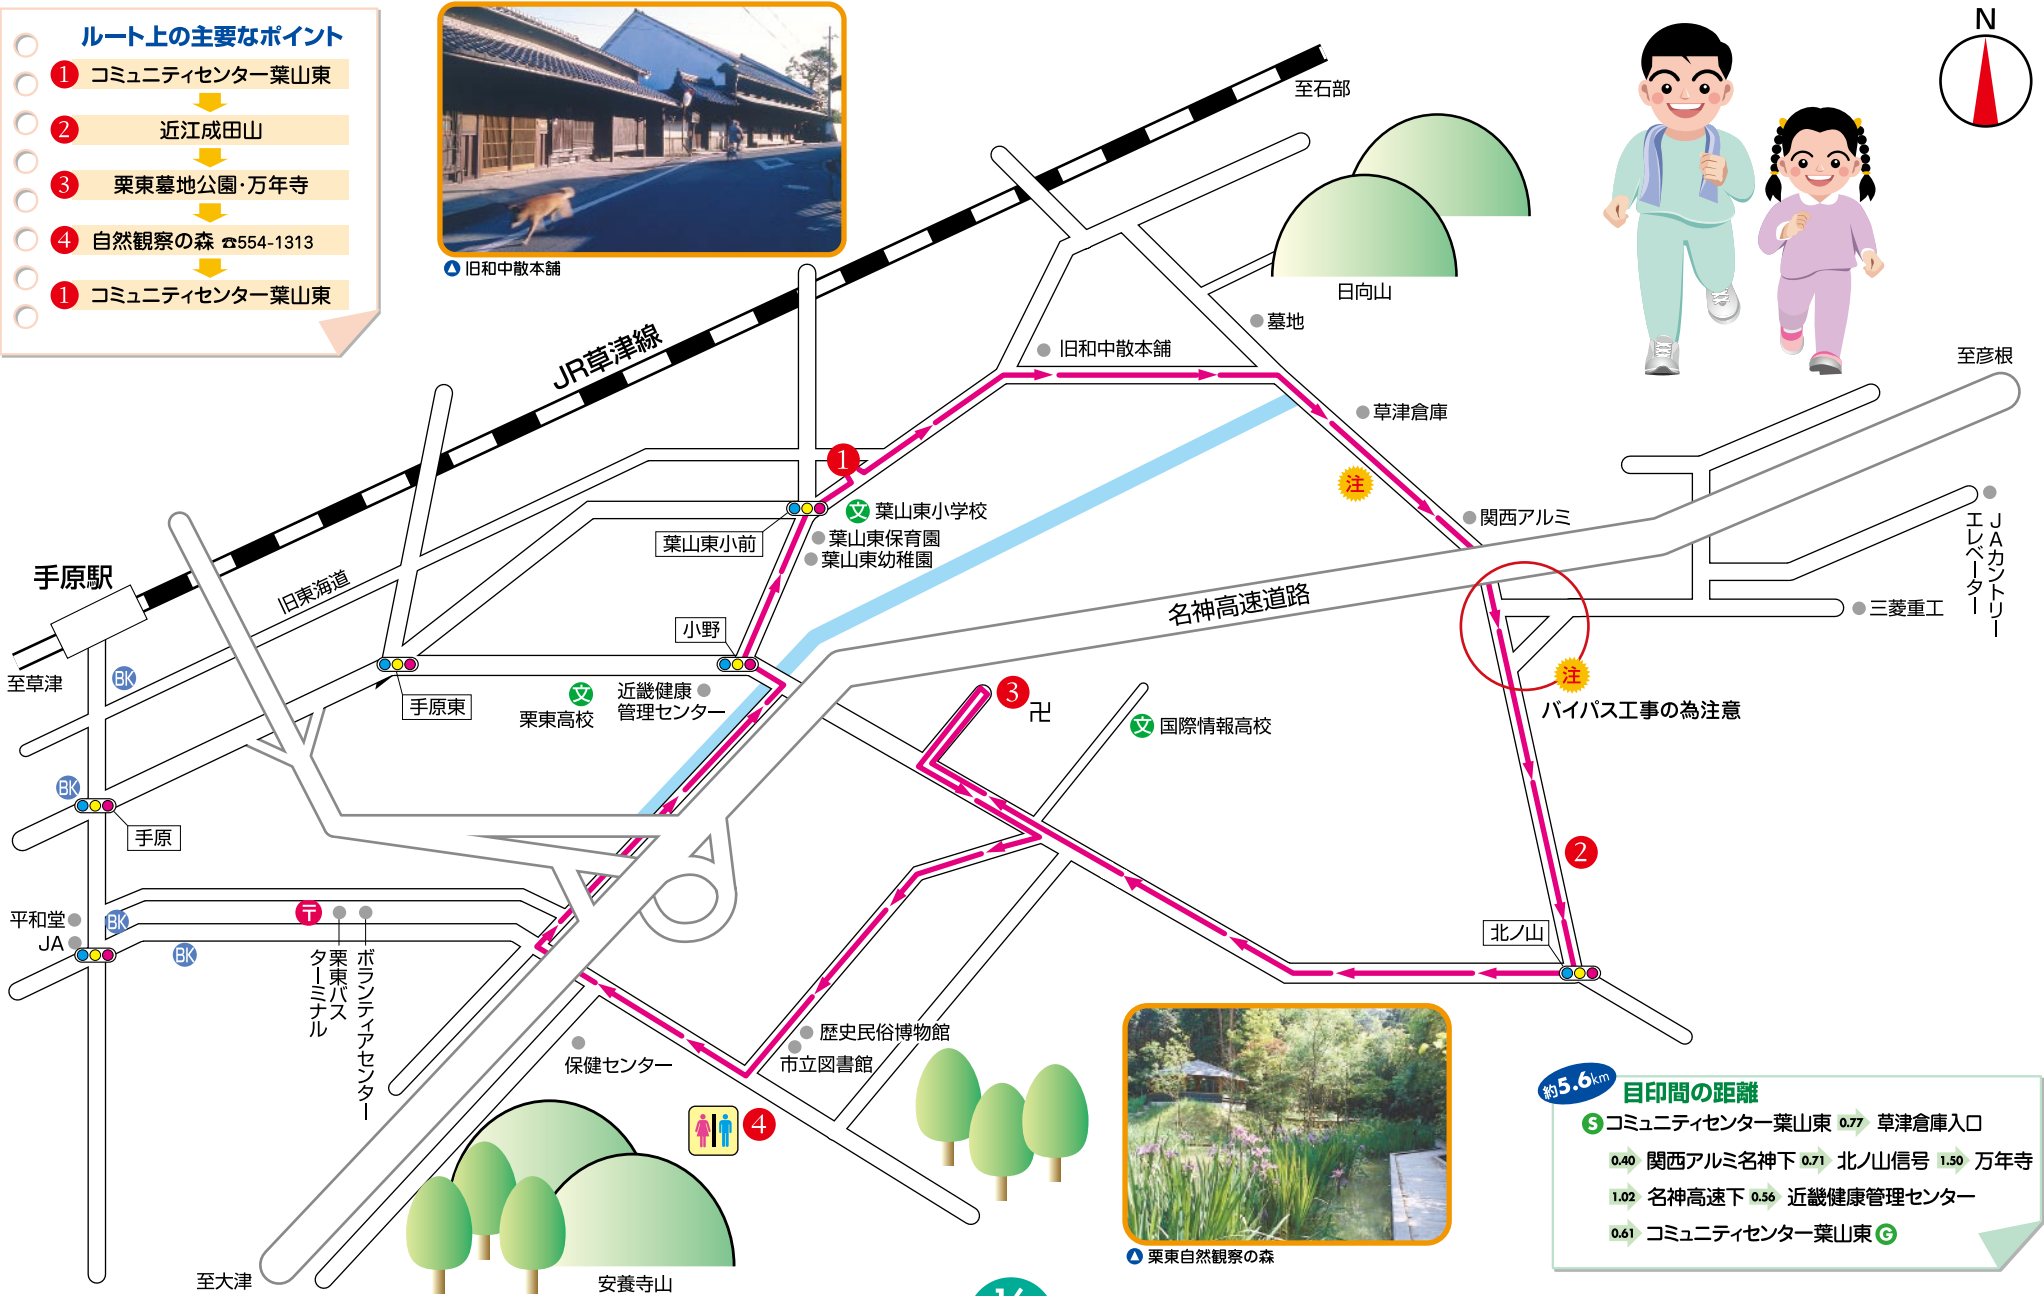 ルート上の主要なポイント
1 コミュニティセンター葉山東
2 近江成田山
3 栗東墓地公園・万年寺
4 自然観察の森 ☎554-1313
1 コミュニティセンター葉山東
旧和中散本舗
N
至石部
日向山
墓地
旧和中散本舗
至彦根
JR草津線
草津倉庫
注
関西アルミ
JAカントリー
エレベーター
1
文 葉山東小学校
葉山東小前
葉山東保育園
葉山東幼稚園
手原駅
旧東海道
名神高速道路
三菱重工
小野
至草津
BK
手原東
文
栗東高校
近畿健康
管理センター
3
卍
文 国際情報高校
注
バイパス工事の為注意
BK
手原
2
平和堂
JA
BK
BK
〒
栗東バス
ターミナル
ボランティアセンター
北ノ山
歴史民俗博物館
市立図書館
保健センター
4
至大津
安養寺山
栗東自然観察の森
約5.6km
目印間の距離
S コミュニティセンター葉山東 0.77 草津倉庫入口
0.40 関西アルミ名神下 0.71 北ノ山信号 1.50 万年寺
1.02 名神高速下 0.56 近畿健康管理センター
0.61 コミュニティセンター葉山東 G